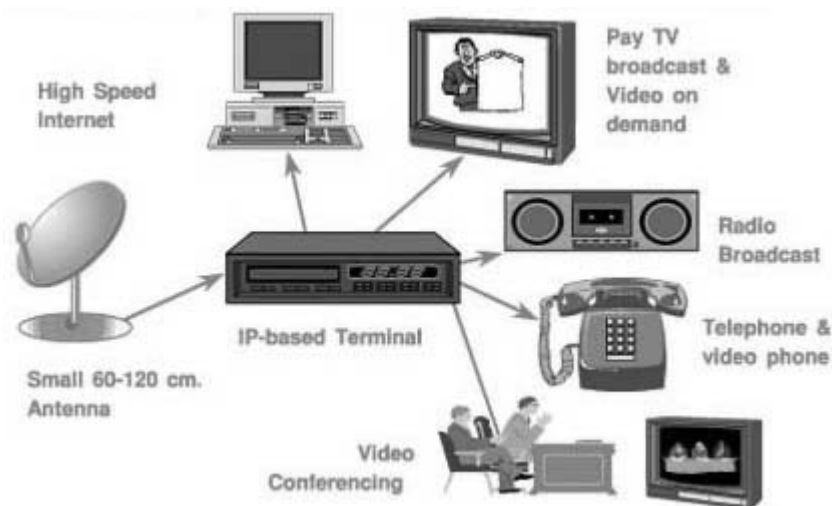 High Speed
Internet
Pay TV
broadcast &
Video on
demand
Radio
Broadcast
IP-based Terminal
Telephone &
video phone
Small 60-120 cm.
Antenna
Video
Conferencing